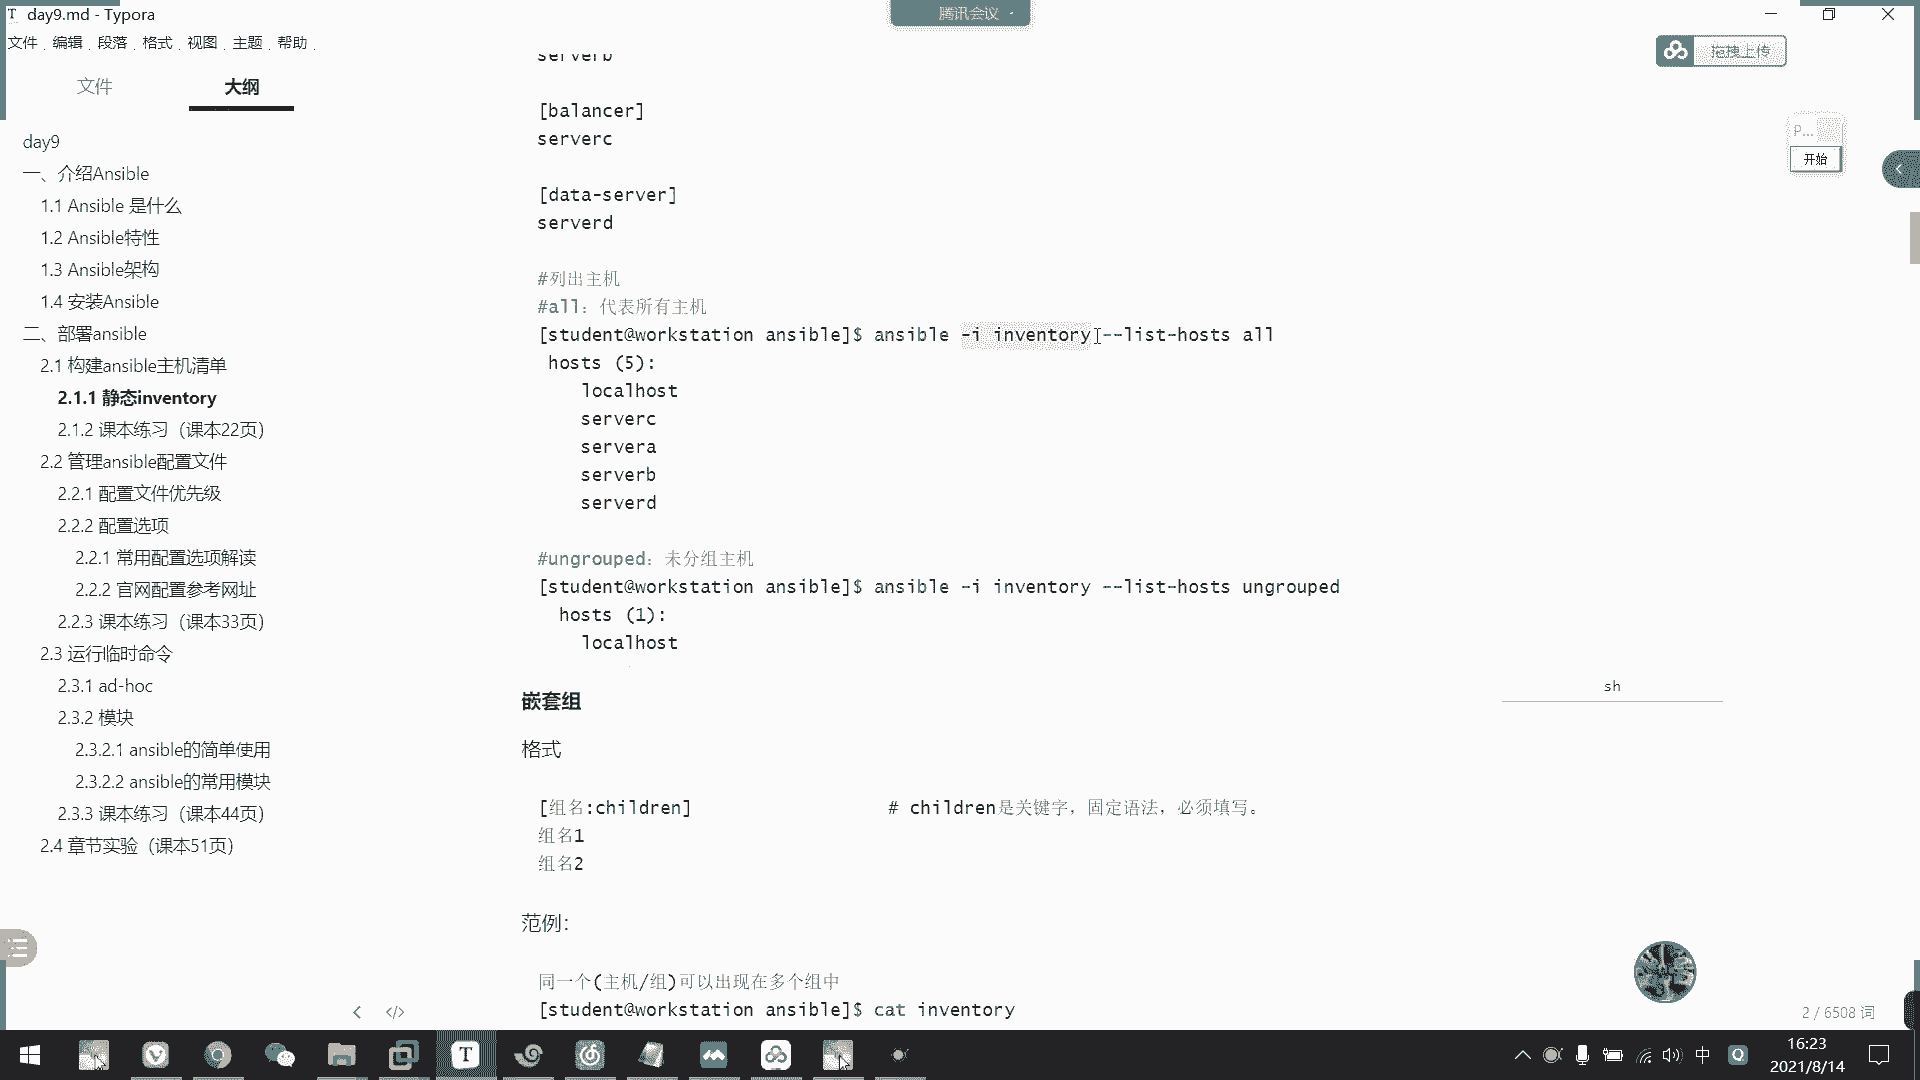 day9.md - Typora
腾讯会议
文件 编辑 段落 格式 视图 主题 帮助
拖拽上传
文件 大纲
day9
一、介绍Ansible
1.1 Ansible 是什么
1.2 Ansible特性
1.3 Ansible架构
1.4 安装Ansible
二、部署ansible
2.1 构建ansible主机清单
2.1.1 静态inventory
2.1.2 课本练习（课本22页）
2.2 管理ansible配置文件
2.2.1 配置文件优先级
2.2.2 配置选项
2.2.1 常用配置选项解读
2.2.2 官网配置参考网址
2.2.3 课本练习（课本33页）
2.3 运行临时命令
2.3.1 ad-hoc
2.3.2 模块
2.3.2.1 ansible的简单使用
2.3.2.2 ansible的常用模块
2.3.3 课本练习（课本44页）
2.4 章节实验（课本51页）
serverb
[balancer]
serverc
[data-server]
serverd
#列出主机
#all：代表所有主机
[student@workstation ansible]$ ansible -i inventory --list-hosts all
hosts (5):
localhost
serverc
servera
serverb
serverd
#ungrouped：未分组主机
[student@workstation ansible]$ ansible -i inventory --list-hosts ungrouped
hosts (1):
localhost
sh
嵌套组
格式
[组名:children] # children是关键字，固定语法，必须填写。
组名1
组名2
范例：
同一个(主机/组)可以出现在多个组中
[student@workstation ansible]$ cat inventory
P...
开始
2 / 6508 词
中
16:23
2021/8/14